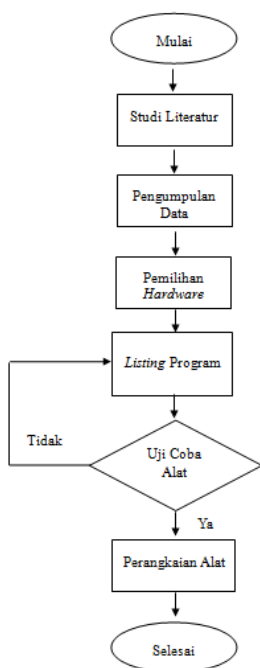 Mulai
Studi Literatur
Pengumpulan
Data
Pemilihan
Hardware
Listing Program
Tidak
Uji Coba
Alat
Ya
Perangkaian Alat
Selesai